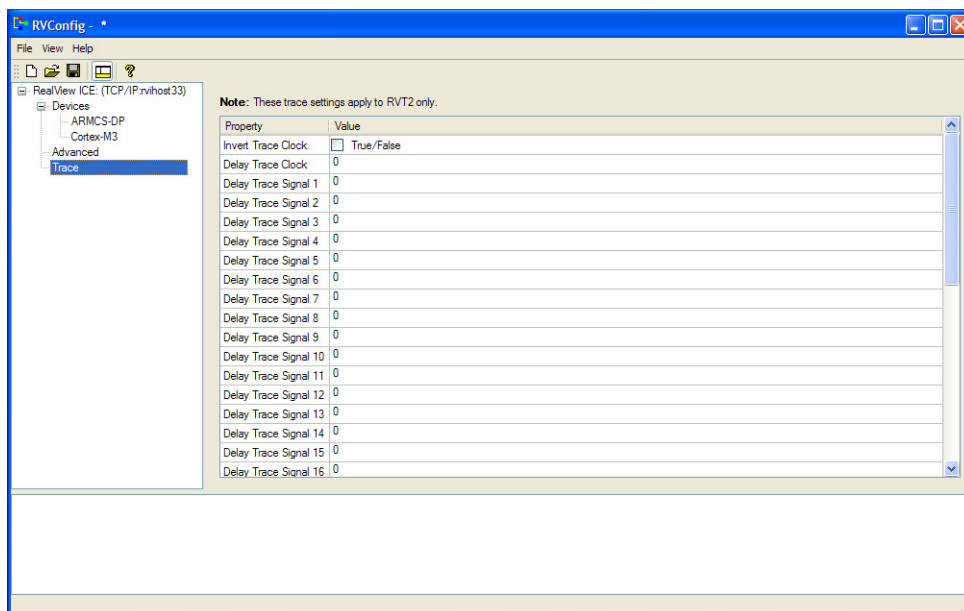 RVConfig - *
File View Help
RealView ICE: (TCP/IP:rvihost33)
Devices
ARMCS-DP
Cortex-M3
Advanced
Trace
Note: These trace settings apply to RVT2 only.
Property Value
Invert Trace Clock True/False
Delay Trace Clock 0
Delay Trace Signal 1 0
Delay Trace Signal 2 0
Delay Trace Signal 3 0
Delay Trace Signal 4 0
Delay Trace Signal 5 0
Delay Trace Signal 6 0
Delay Trace Signal 7 0
Delay Trace Signal 8 0
Delay Trace Signal 9 0
Delay Trace Signal 10 0
Delay Trace Signal 11 0
Delay Trace Signal 12 0
Delay Trace Signal 13 0
Delay Trace Signal 14 0
Delay Trace Signal 15 0
Delay Trace Signal 16 0